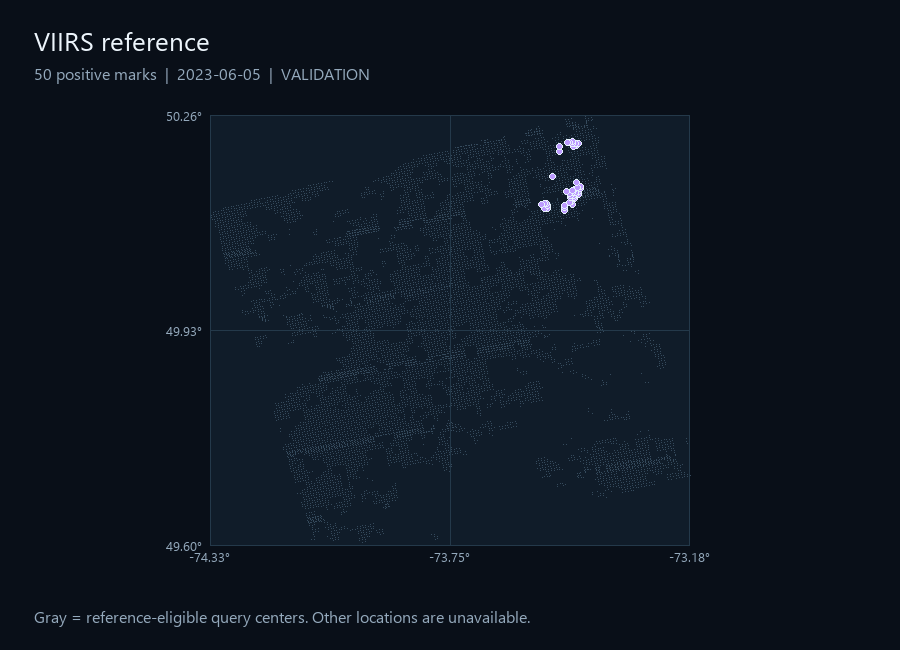 VIIRS reference
50 positive marks | 2023-06-05 | VALIDATION
50.26°
49.93°
49.60°
-74.33°
-73.75°
-73.18°
Gray = reference-eligible query centers. Other locations are unavailable.